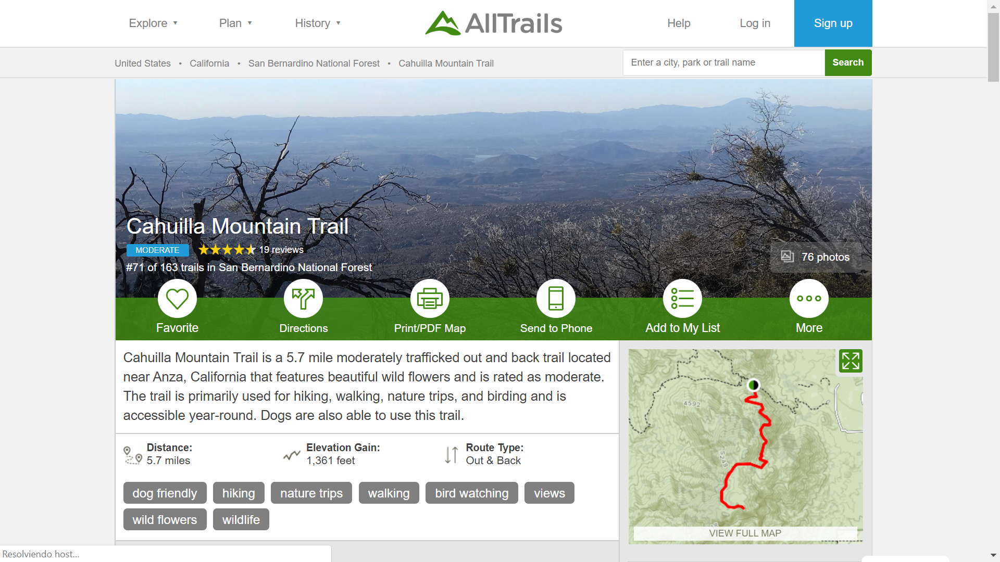 Explore ▼ Plan ▼ History ▼ AllTrails Help Log in Sign up
United States • California • San Bernardino National Forest • Cahuilla Mountain Trail Enter a city, park or trail name Search
Cahuilla Mountain Trail
MODERATE 19 reviews
76 photos
#71 of 163 trails in San Bernardino National Forest
Favorite Directions Print/PDF Map Send to Phone Add to My List More
Cahuilla Mountain Trail is a 5.7 mile moderately trafficked out and back trail located
near Anza, California that features beautiful wild flowers and is rated as moderate.
The trail is primarily used for hiking, walking, nature trips, and birding and is
accessible year-round. Dogs are also able to use this trail.
Distance: Elevation Gain: Route Type:
5.7 miles 1,361 feet Out & Back
dog friendly hiking nature trips walking bird watching views
wild flowers wildlife
4592
5248
VIEW FULL MAP
Resolviendo host...